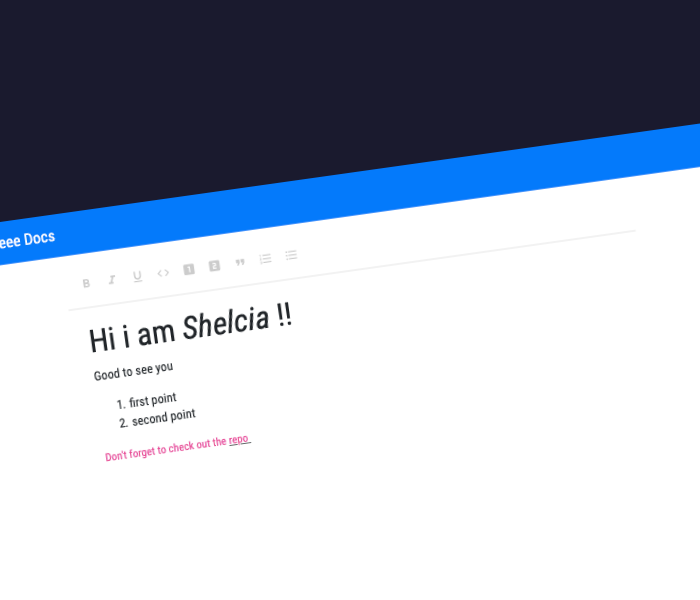 eee Docs
B I U <> 1 2 "
Hi i am Shelcia !!
Good to see you
1. first point
2. second point
Don't forget to check out the repo